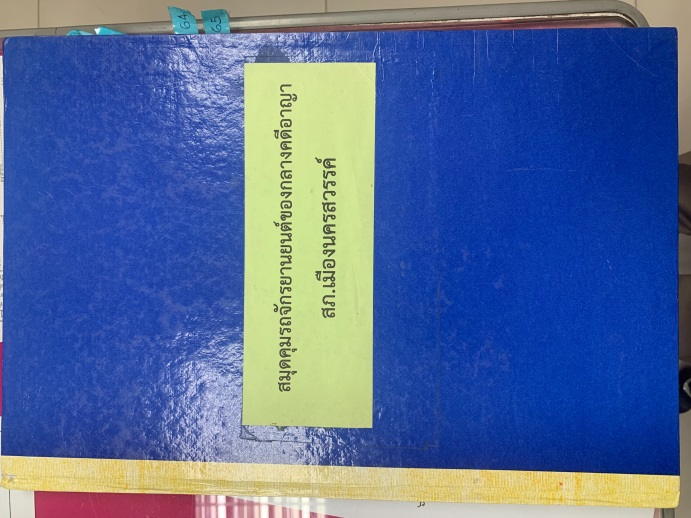 สมุดคุมรถจักรยานยนต์ของกลางคดีอาญา
สภ.เมืองนครสวรรค์
64
65